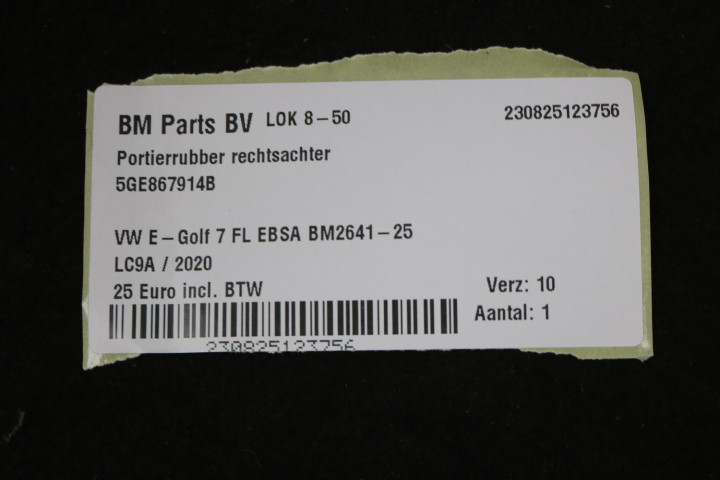 BM Parts BV LOK 8-50 230825123756
Portierrubber rechtsachter
5GE867914B
VW E-Golf 7 FL EBSA BM2641-25
LC9A / 2020
25 Euro incl. BTW Verz: 10
Aantal: 1
230825123756